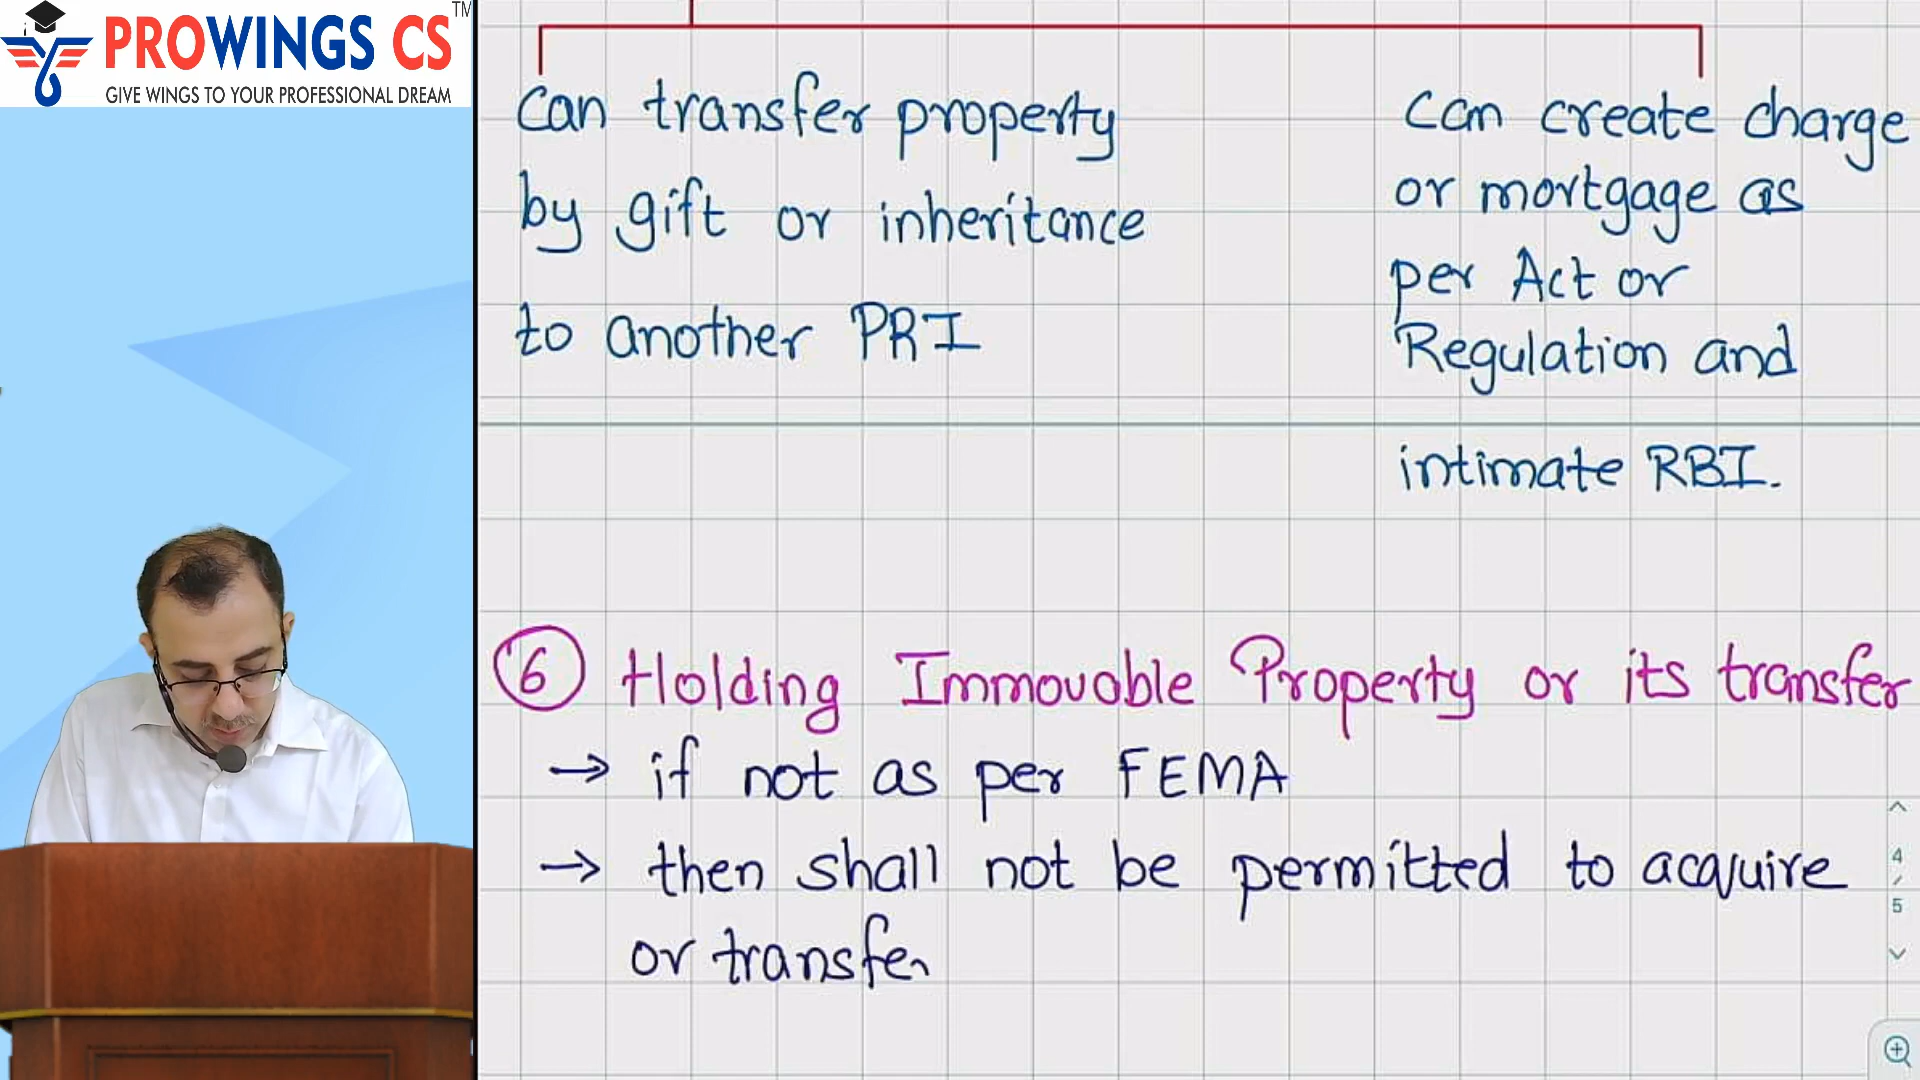 PROWINGS CS TM
GIVE WINGS TO YOUR PROFESSIONAL DREAM
Can transfer property
by gift or inheritance
to another PRI
Can create charge
or mortgage as
per Act or
Regulation and
intimate RBI.
6 Holding Immovable Property or its transfer
→ if not as per FEMA
→ then shall not be permitted to acquire
or transfer
4
/
5